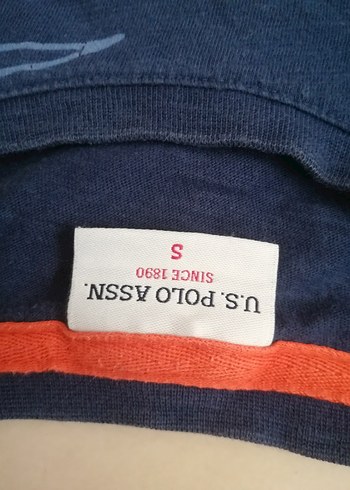 U.S. POLO ASSN.
SINCE 1890
S